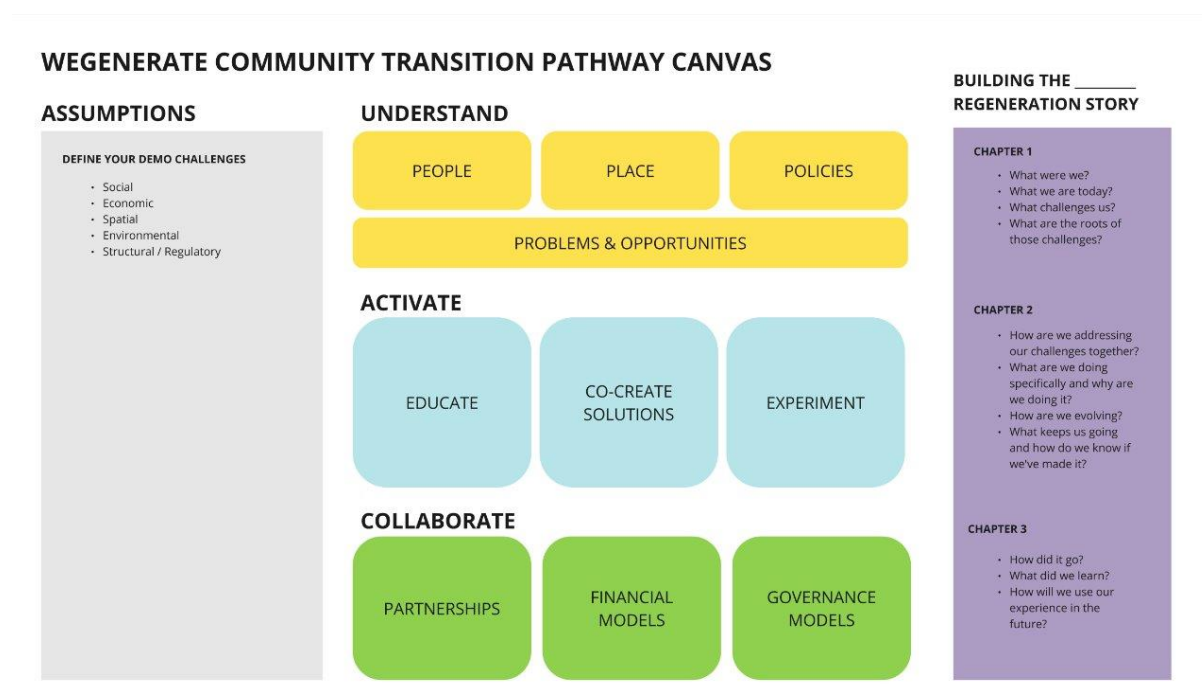 WEGENERATE COMMUNITY TRANSITION PATHWAY CANVAS
ASSUMPTIONS
DEFINE YOUR DEMO CHALLENGES
• Social
• Economic
• Spatial
• Environmental
• Structural / Regulatory
UNDERSTAND
PEOPLE
PLACE
POLICIES
PROBLEMS & OPPORTUNITIES
ACTIVATE
EDUCATE
CO-CREATE
SOLUTIONS
EXPERIMENT
COLLABORATE
PARTNERSHIPS
FINANCIAL
MODELS
GOVERNANCE
MODELS
BUILDING THE _______
REGENERATION STORY
CHAPTER 1
• What were we?
• What we are today?
• What challenges us?
• What are the roots of
those challenges?
CHAPTER 2
• How are we addressing
our challenges together?
• What are we doing
specifically and why are
we doing it?
• How are we evolving?
• What keeps us going
and how do we know if
we've made it?
CHAPTER 3
• How did it go?
• What did we learn?
• How will we use our
experience in the
future?